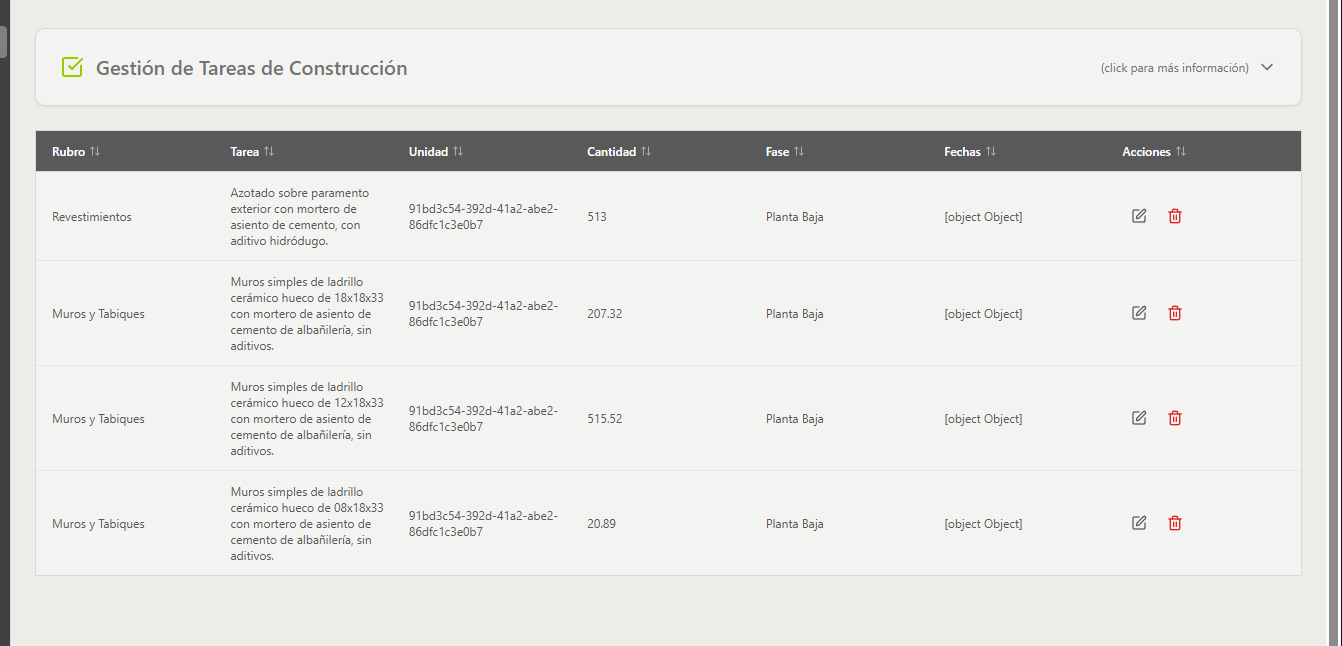 Gestión de Tareas de Construcción
(click para más información)
Rubro Tarea Unidad Cantidad Fase Fechas Acciones
Revestimientos
Azotado sobre paramento
exterior con mortero de
asiento de cemento, con
aditivo hidródugo.
91bd3c54-392d-41a2-abe2-
86dfc1c3e0b7
513
Planta Baja
[object Object]
Muros y Tabiques
Muros simples de ladrillo
cerámico hueco de 18x18x33
con mortero de asiento de
cemento de albañilería, sin
aditivos.
91bd3c54-392d-41a2-abe2-
86dfc1c3e0b7
207.32
Planta Baja
[object Object]
Muros y Tabiques
Muros simples de ladrillo
cerámico hueco de 12x18x33
con mortero de asiento de
cemento de albañilería, sin
aditivos.
91bd3c54-392d-41a2-abe2-
86dfc1c3e0b7
515.52
Planta Baja
[object Object]
Muros y Tabiques
Muros simples de ladrillo
cerámico hueco de 08x18x33
con mortero de asiento de
cemento de albañilería, sin
aditivos.
91bd3c54-392d-41a2-abe2-
86dfc1c3e0b7
20.89
Planta Baja
[object Object]